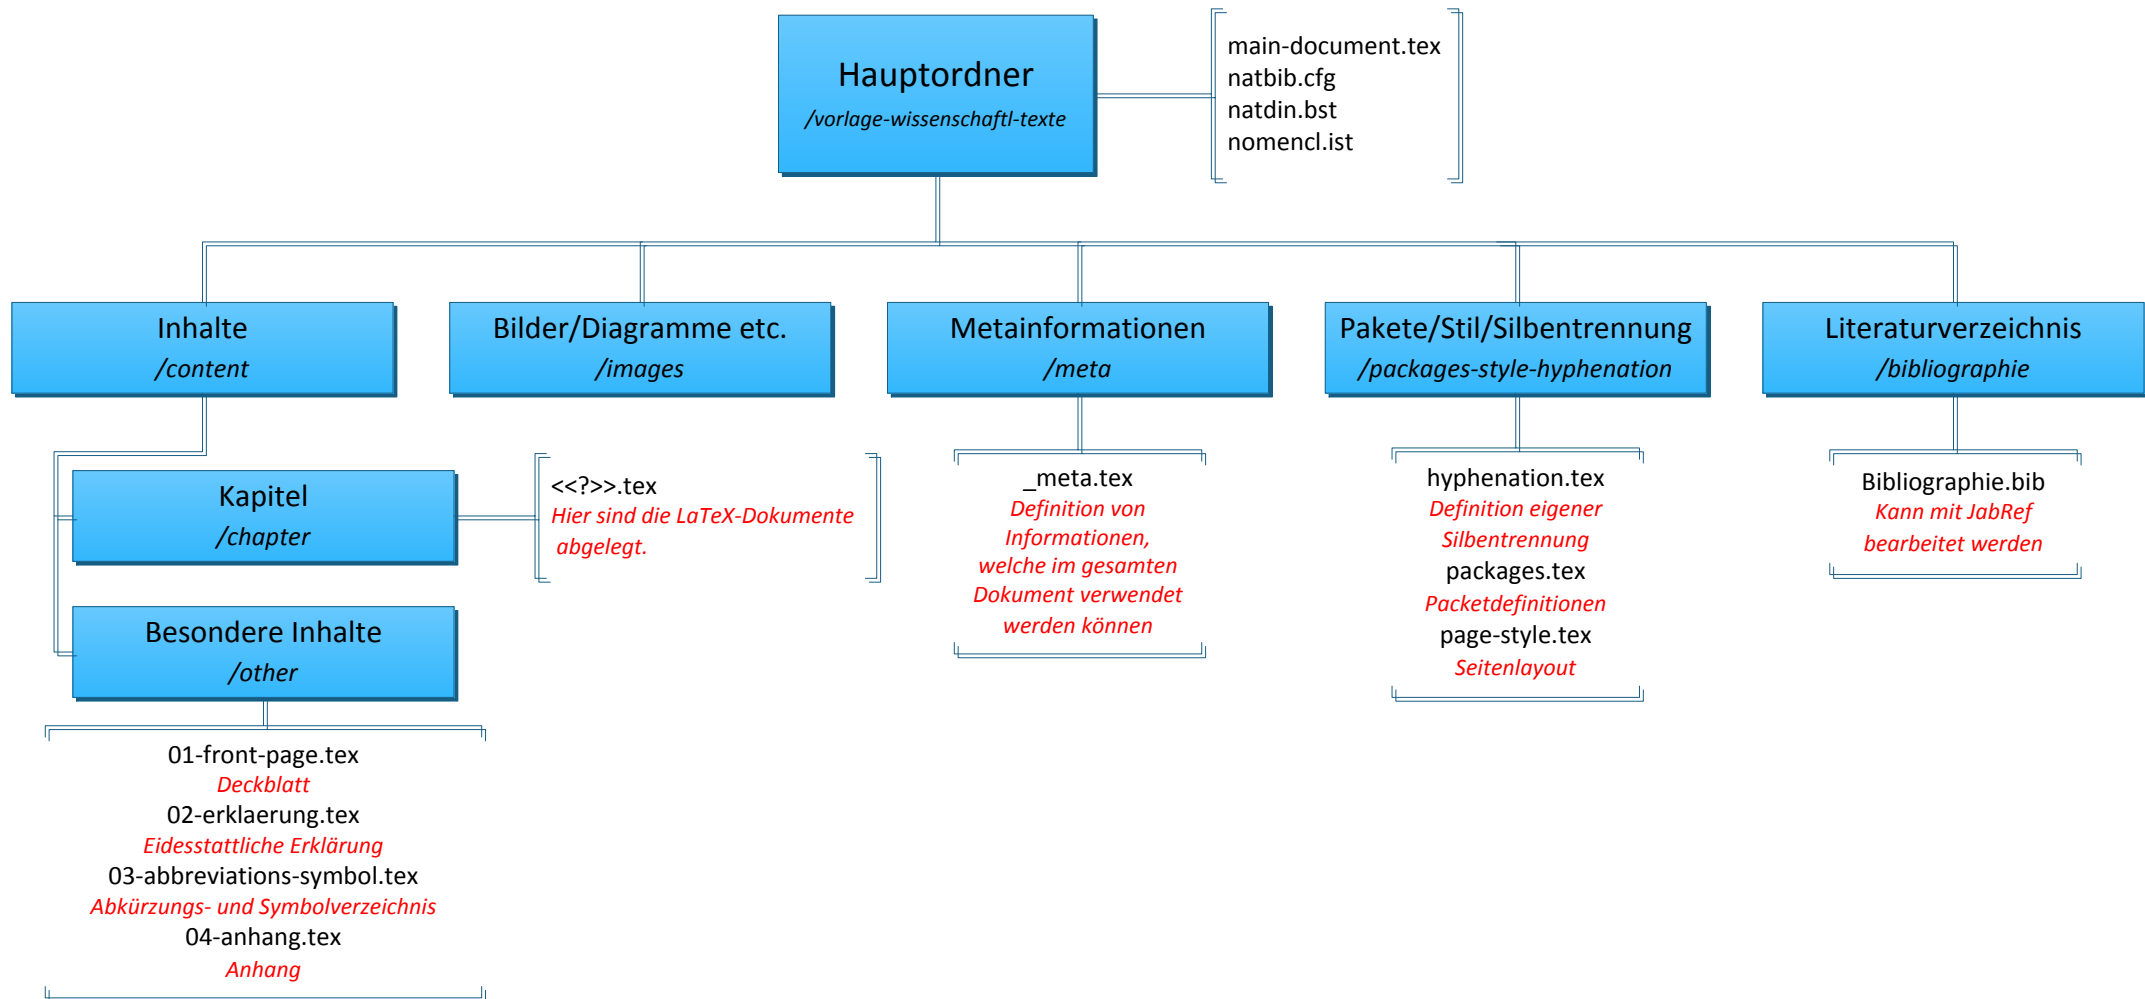 Hauptordner
/vorlage-wissenschaftl-texte
main-document.tex
natbib.cfg
natdin.bst
nomencl.ist
Inhalte
/content
Bilder/Diagramme etc.
/images
Metainformationen
/meta
Pakete/Stil/Silbentrennung
/packages-style-hyphenation
Literaturverzeichnis
/bibliographie
Kapitel
/chapter
<<?>>.tex
Hier sind die LaTeX-Dokumente
abgelegt.
Besondere Inhalte
/other
01-front-page.tex
Deckblatt
02-erklaerung.tex
Eidesstattliche Erklärung
03-abbreviations-symbol.tex
Abkürzungs- und Symbolverzeichnis
04-anhang.tex
Anhang
_meta.tex
Definition von
Informationen,
welche im gesamten
Dokument verwendet
werden können
hyphenation.tex
Definition eigener
Silbentrennung
packages.tex
Packetdefinitionen
page-style.tex
Seitenlayout
Bibliographie.bib
Kann mit JabRef
bearbeitet werden